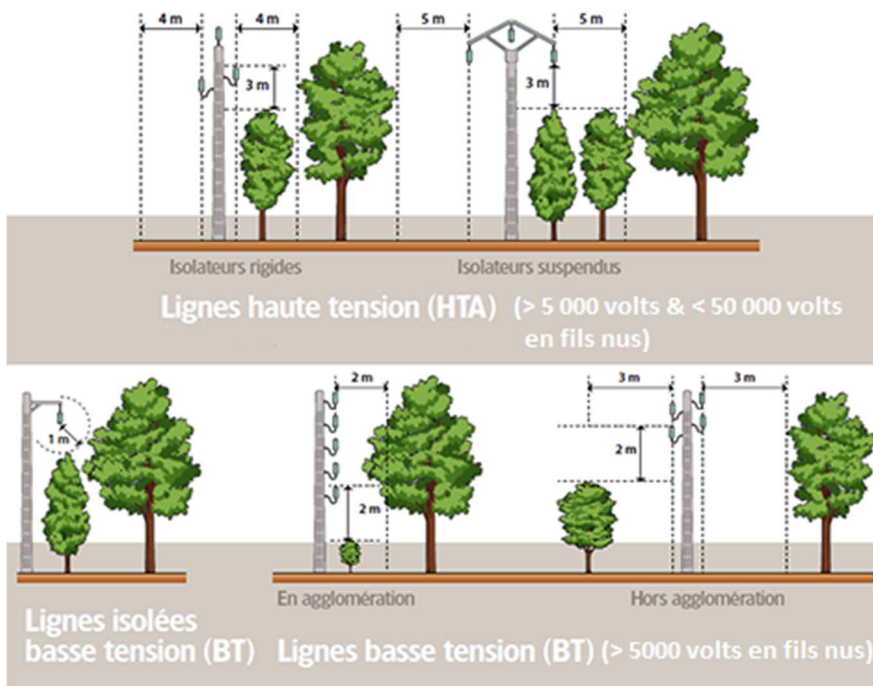 4 m 4 m 5 m 5 m
3 m 3 m
Isolateurs rigides Isolateurs suspendus
Lignes haute tension (HTA) (> 5 000 volts & < 50 000 volts
en fils nus)
2 m 3 m 3 m
1 m
2 m
2 m
En agglomération Hors agglomération
Lignes isolées
basse tension (BT)
Lignes basse tension (BT) (> 5000 volts en fils nus)